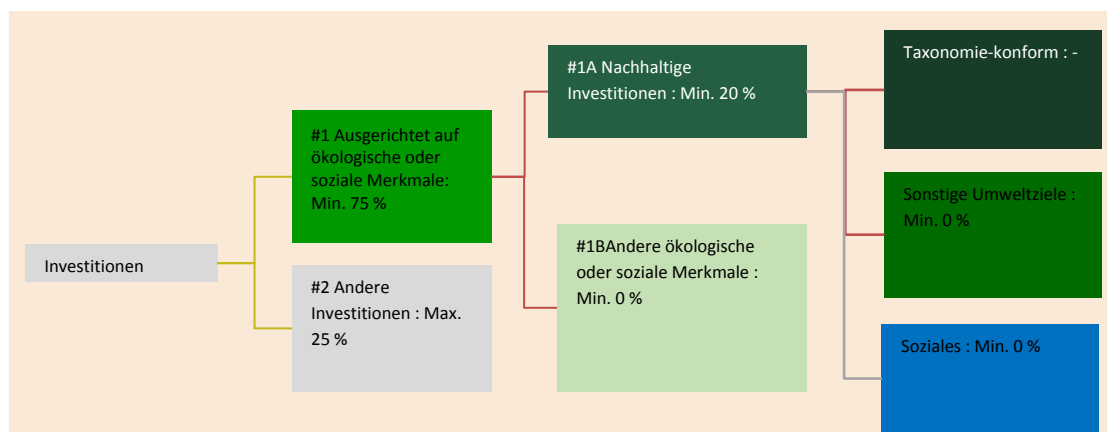 Investitionen
#1 Ausgerichtet auf
ökologische oder
soziale Merkmale:
Min. 75 %
#2 Andere
Investitionen : Max.
25 %
#1A Nachhaltige
Investitionen : Min. 20 %
#1BAndere ökologische
oder soziale Merkmale :
Min. 0 %
Taxonomie-konform : -
Sonstige Umweltziele :
Min. 0 %
Soziales : Min. 0 %